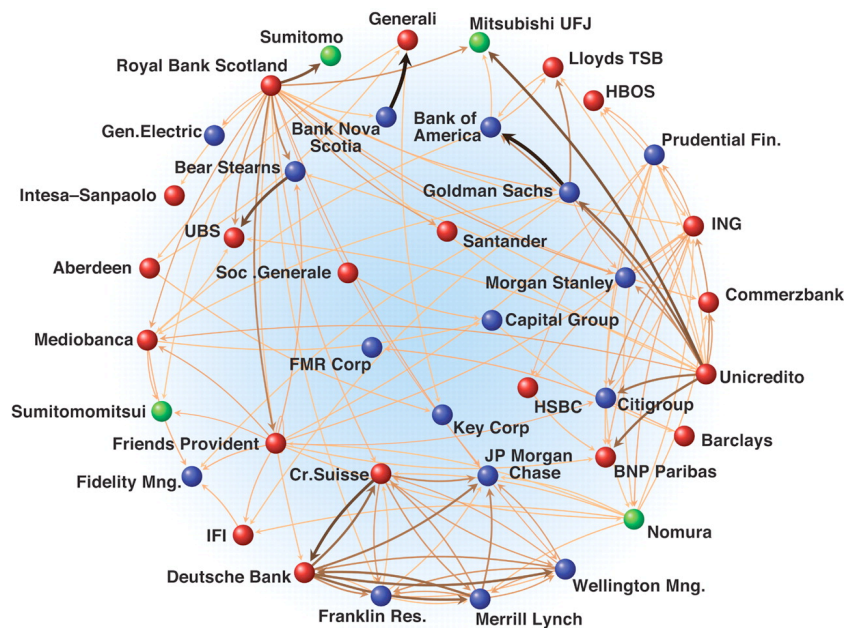 Generali
Mitsubishi UFJ
Sumitomo
Lloyds TSB
Royal Bank Scotland
HBOS
Gen.Electric
Bank Nova
Scotia
Bank of
America
Prudential Fin.
Bear Stearns
Goldman Sachs
Intesa–Sanpaolo
UBS
Santander
ING
Aberdeen
Soc .Generale
Morgan Stanley
Commerzbank
Mediobanca
Capital Group
FMR Corp
Unicredito
Sumitomomitsui
HSBC
Citigroup
Key Corp
Barclays
Friends Provident
BNP Paribas
Fidelity Mng.
Cr.Suisse
JP Morgan
Chase
IFI
Nomura
Deutsche Bank
Wellington Mng.
Franklin Res.
Merrill Lynch